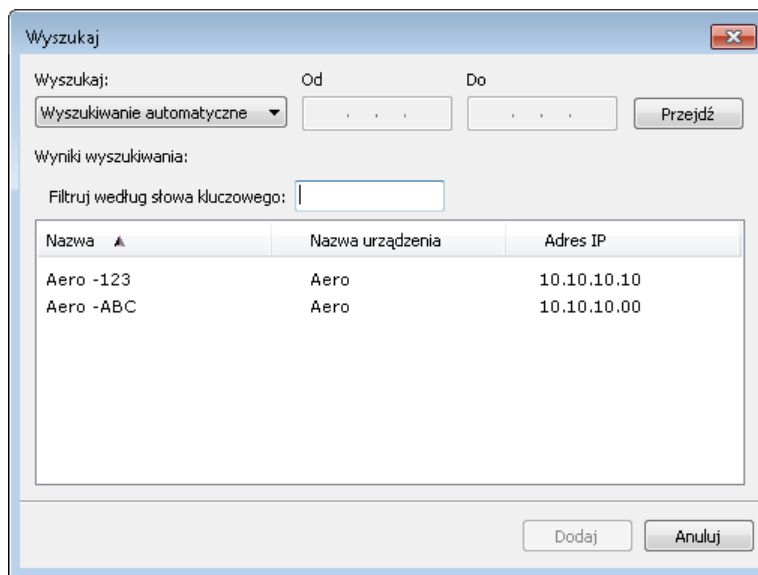 Wyszukaj
Wyszukaj: Od Do
Wyszukiwanie automatyczne . . . . . . Przejdź
Wyniki wyszukiwania:
Filtruj według słowa kluczowego:
Nazwa Nazwa urządzenia Adres IP
Aero -123 Aero 10.10.10.10
Aero -ABC Aero 10.10.10.00
Dodaj Anuluj